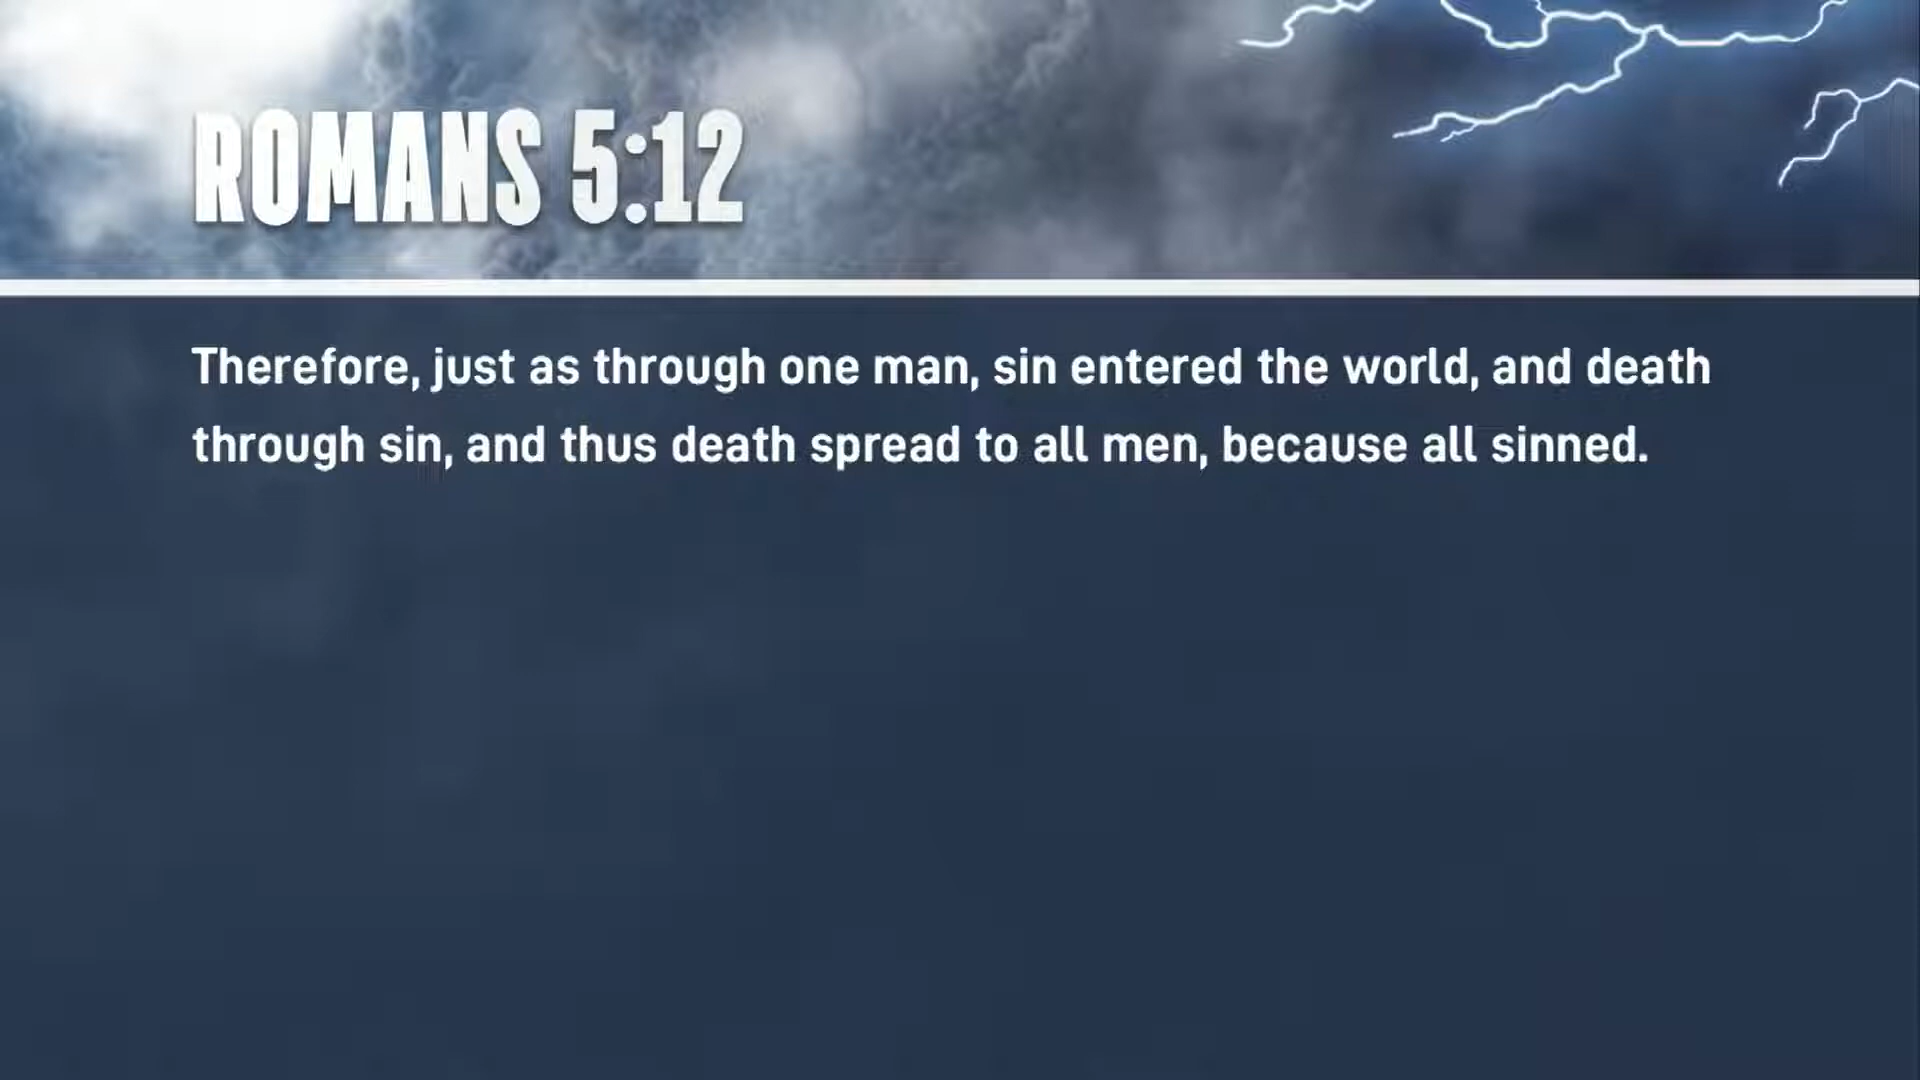 ROMANS 5:12
Therefore, just as through one man, sin entered the world, and death
through sin, and thus death spread to all men, because all sinned.